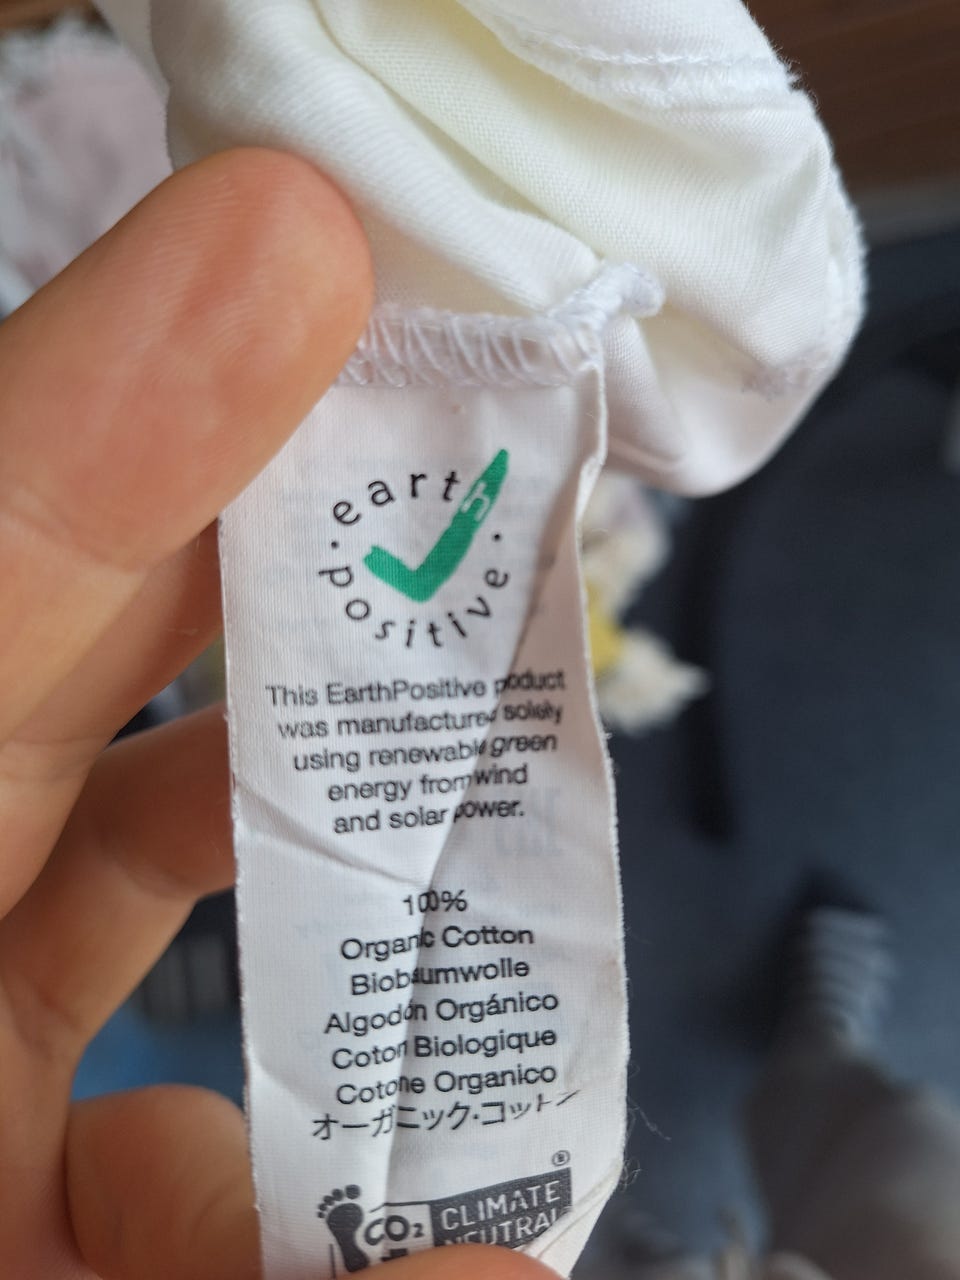 earth
· positive ·
This EarthPositive product
was manufactured solely
using renewable green
energy from wind
and solar power.
100%
Organic Cotton
Biobaumwolle
Algodón Orgánico
Coton Biologique
Cotone Organico
オーガニック・コットン
®
CO₂ CLIMATE
NEUTRAL